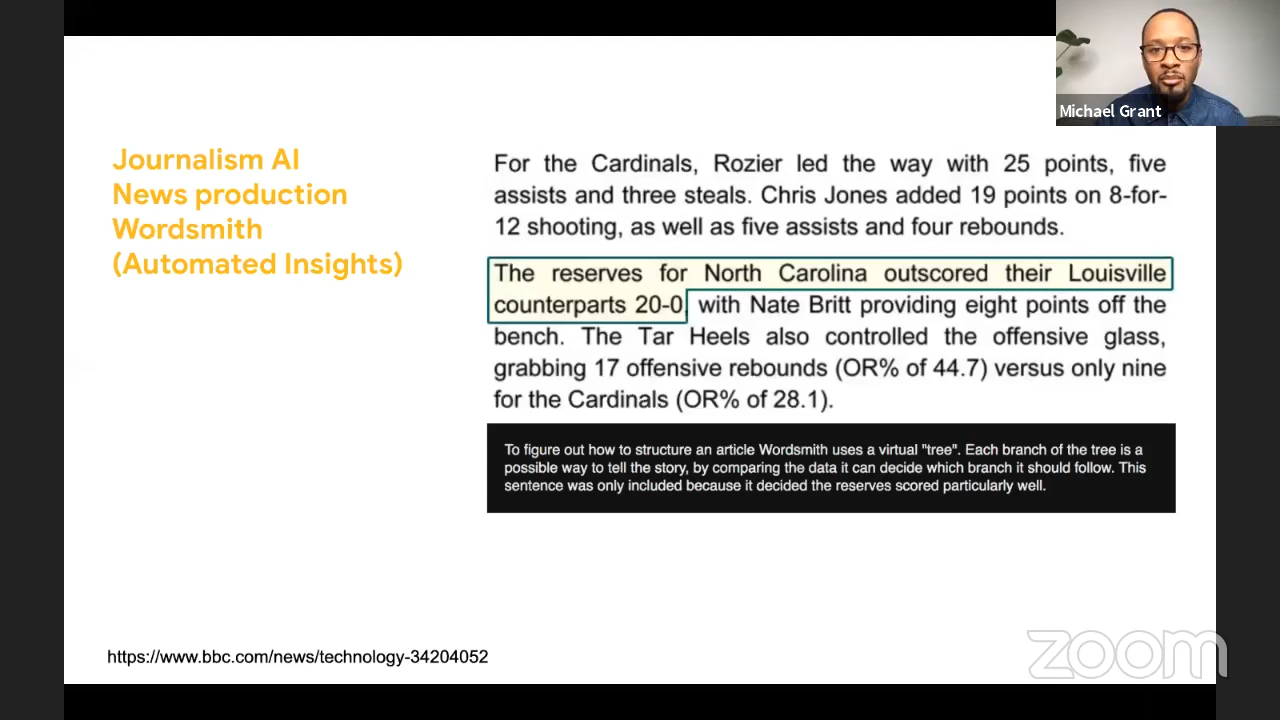 Michael Grant
Journalism AI
News production
Wordsmith
(Automated Insights)
For the Cardinals, Rozier led the way with 25 points, five
assists and three steals. Chris Jones added 19 points on 8-for-
12 shooting, as well as five assists and four rebounds.
The reserves for North Carolina outscored their Louisville
counterparts 20-0, with Nate Britt providing eight points off the
bench. The Tar Heels also controlled the offensive glass,
grabbing 17 offensive rebounds (OR% of 44.7) versus only nine
for the Cardinals (OR% of 28.1).
To figure out how to structure an article Wordsmith uses a virtual "tree". Each branch of the tree is a
possible way to tell the story, by comparing the data it can decide which branch it should follow. This
sentence was only included because it decided the reserves scored particularly well.
https://www.bbc.com/news/technology-34204052
zoom